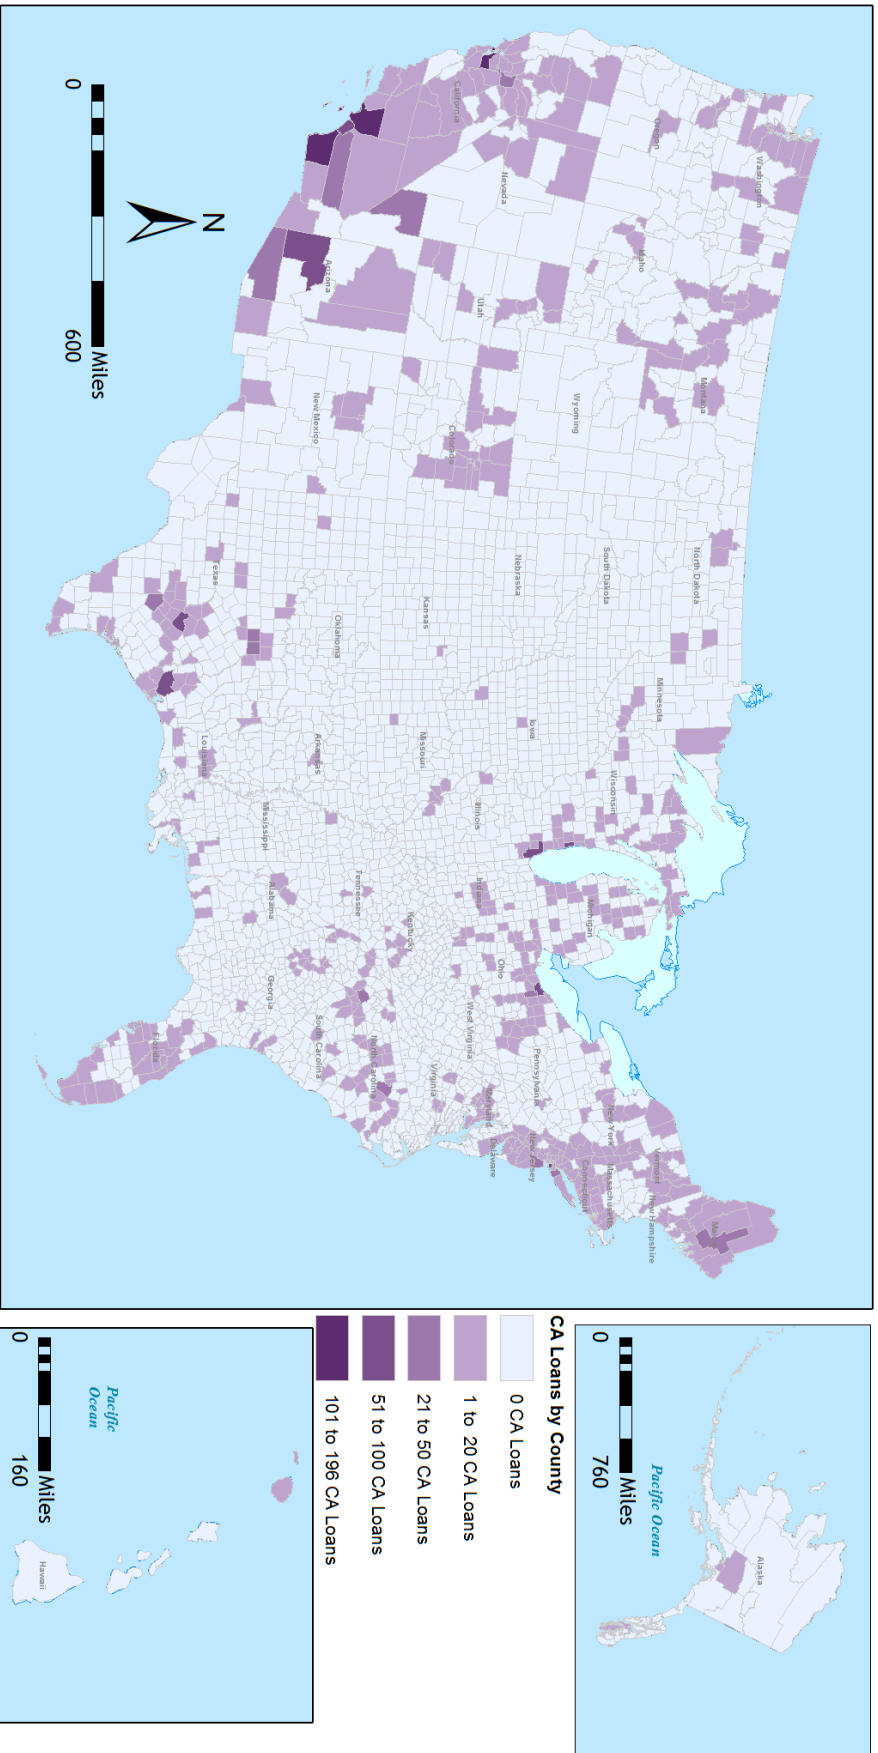 Washington
Oregon
California
Nevada
Idaho
Montana
Wyoming
Utah
Arizona
Colorado
New Mexico
North Dakota
South Dakota
Nebraska
Kansas
Oklahoma
Texas
Minnesota
Iowa
Missouri
Arkansas
Louisiana
Wisconsin
Illinois
Mississippi
Michigan
Indiana
Kentucky
Tennessee
Alabama
Ohio
West Virginia
Georgia
Florida
South Carolina
North Carolina
Virginia
Pennsylvania
Maryland
Delaware
New Jersey
New York
Connecticut
Massachusetts
Vermont
New Hampshire
Maine
N
0 600
Miles
CA Loans by County
0 CA Loans
1 to 20 CA Loans
21 to 50 CA Loans
51 to 100 CA Loans
101 to 196 CA Loans
Alaska
Pacific Ocean
0 760
Miles
Hawaii
Pacific
Ocean
0 160
Miles